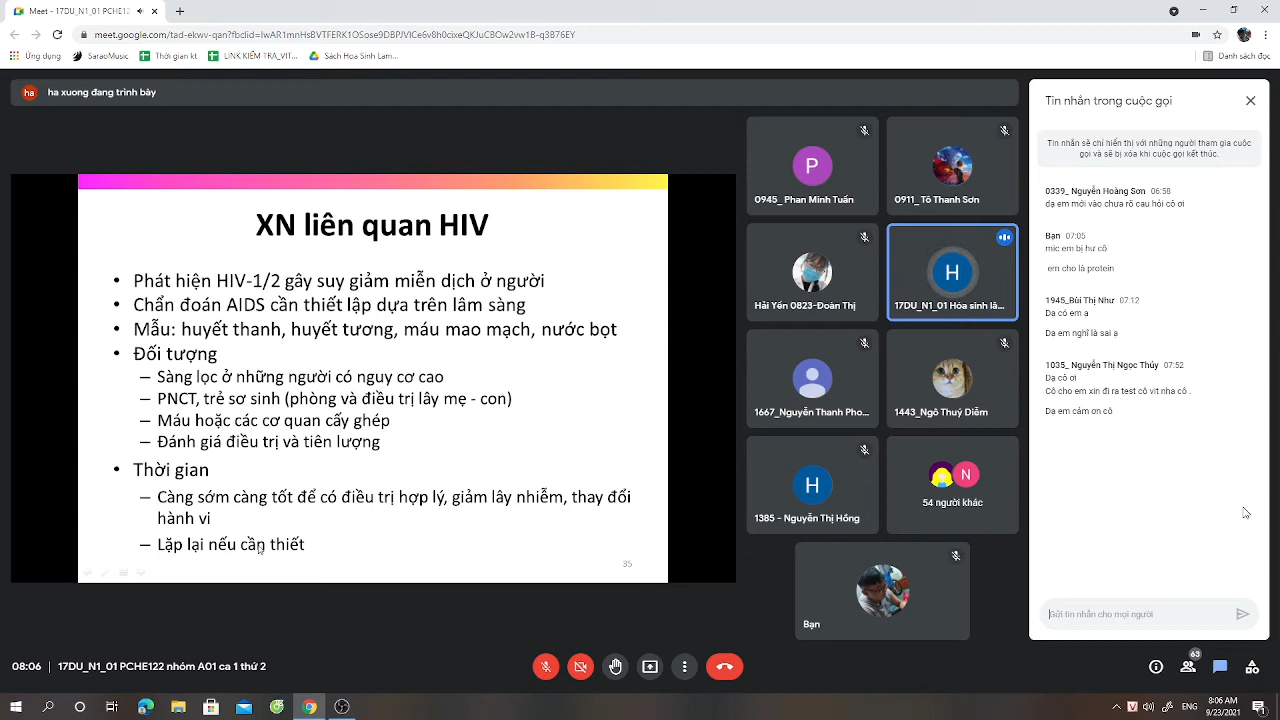 Meet - 17DU_N1_01 PCHE12
meet.google.com/tad-ekwv-qan?fbclid=IwAR1mnHsBVTFERK1OSose9DBPJVlCe6v8h0cixeQKJuCBOw2vw18-q3B76EY
Ứng dụng
SaraoMusic
Thời gian kt
LINK KIỂM TRA_VIT...
Sách Hoa Sinh Lam...
Danh sách đọc
ha
ha xuong đang trình bày
XN liên quan HIV
• Phát hiện HIV-1/2 gây suy giảm miễn dịch ở người
• Chẩn đoán AIDS cần thiết lập dựa trên lâm sàng
• Mẫu: huyết thanh, huyết tương, máu mao mạch, nước bọt
• Đối tượng
– Sàng lọc ở những người có nguy cơ cao
– PNCT, trẻ sơ sinh (phòng và điều trị lây mẹ - con)
– Máu hoặc các cơ quan cấy ghép
– Đánh giá điều trị và tiên lượng
• Thời gian
– Càng sớm càng tốt để có điều trị hợp lý, giảm lây nhiễm, thay đổi
hành vi
– Lặp lại nếu cần thiết
35
P
0945_ Phan Minh Tuấn
0911_ Tô Thanh Sơn
Hải Yến 0823-Đoàn Thị
H
17DU_N1_01 Hóa sinh lâ...
1667_Nguyễn Thanh Pho...
1443_Ngô Thuý Diễm
H
1385 - Nguyễn Thị Hồng
N
54 người khác
Bạn
Tin nhắn trong cuộc gọi
Tin nhắn sẽ chỉ hiển thị với những người tham gia cuộc
gọi và sẽ bị xóa khi cuộc gọi kết thúc.
0339_ Nguyễn Hoàng Sơn 06:58
dạ em mới vào chưa rõ câu hỏi cô ơi
Bạn 07:05
mic em bị hư cô
em cho là protein
1945_Bùi Thị Như 07:12
Dạ có em ạ
Dạ em nghĩ là sai ạ
1035_ Nguyễn Thị Ngọc Thúy 07:52
Dạ cô ơi
Cô cho em xin đi ra test cô vit nha cô .
Dạ em cảm ơn cô
Gửi tin nhắn cho mọi người
08:06 | 17DU_N1_01 PCHE122 nhóm A01 ca 1 thứ 2
63
V
8:06 AM
9/23/2021